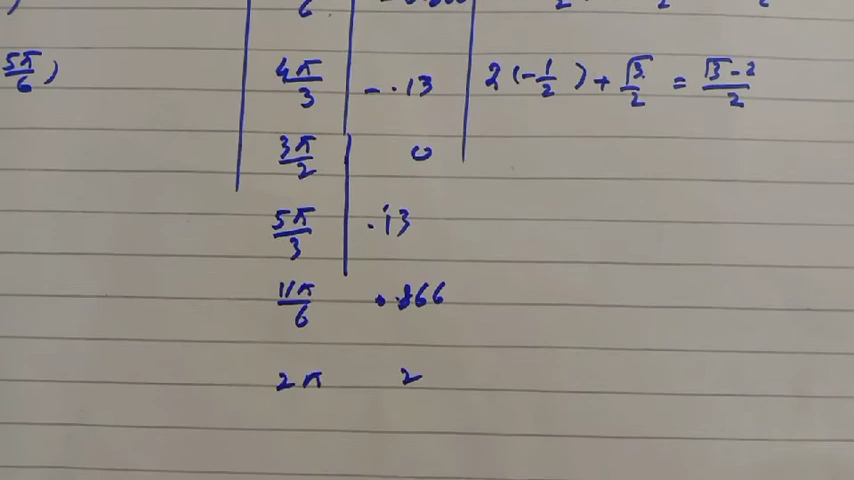 5π/6)
4π/3 - .13 2(-1/2) + √3/2 = √3-2/2
3π/2 0
5π/3 .13
11π/6 .866
2π 2